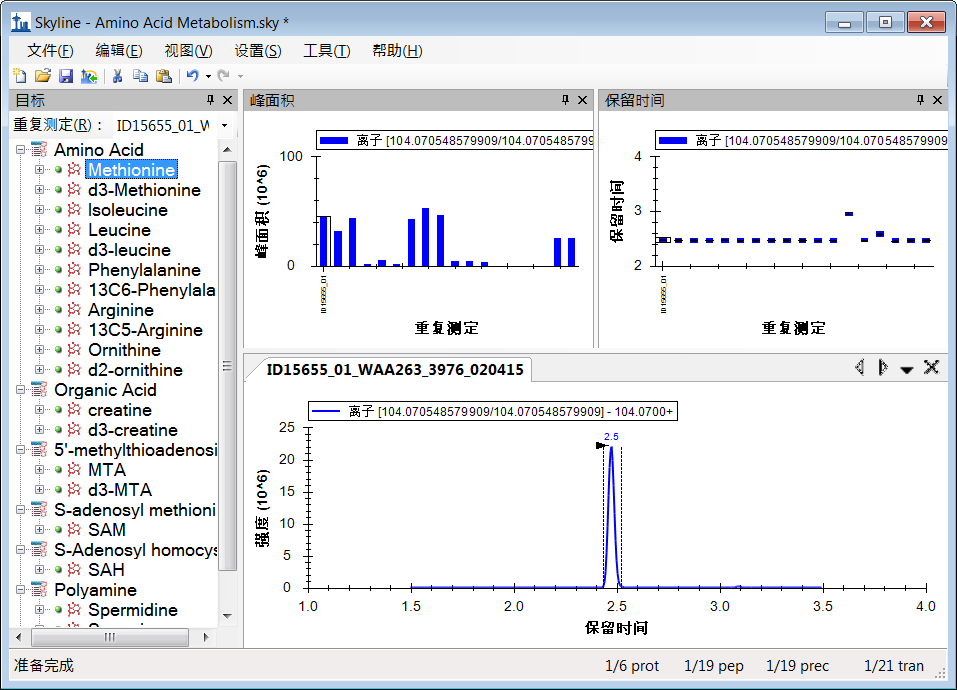 Skyline - Amino Acid Metabolism.sky *
文件(F) 编辑(E) 视图(V) 设置(S) 工具(T) 帮助(H)
目标
重复测定(R)： ID15655_01_W
Amino Acid
Methionine
d3-Methionine
Isoleucine
Leucine
d3-leucine
Phenylalanine
13C6-Phenylala
Arginine
13C5-Arginine
Ornithine
d2-ornithine
Organic Acid
creatine
d3-creatine
5'-methylthioadenosi
MTA
d3-MTA
S-adenosyl methioni
SAM
S-Adenosyl homocys
SAH
Polyamine
Spermidine
峰面积
离子 [104.070548579909/104.0705485799
100
0
峰面积 (10^6)
ID15655_01
重复测定
保留时间
离子 [104.070548579909/104.070548579909
4
3
2
保留时间
ID15655_01
重复测定
ID15655_01_WAA263_3976_020415
离子 [104.070548579909/104.070548579909] - 104.0700+
25
20
15
10
5
0
强度 (10^6)
2.5
1.0 1.5 2.0 2.5 3.0 3.5 4.0
保留时间
准备完成 1/6 prot 1/19 pep 1/19 prec 1/21 tran